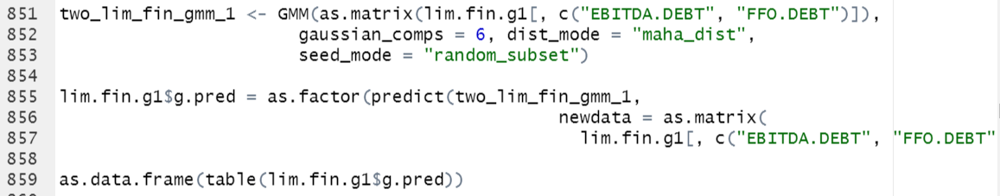 851 two_lim_fin_gmm_1 <- GMM(as.matrix(lim.fin.g1[, c("EBITDA.DEBT", "FFO.DEBT")]),
852 gaussian_comps = 6, dist_mode = "maha_dist",
853 seed_mode = "random_subset")
854
855 lim.fin.g1$g.pred = as.factor(predict(two_lim_fin_gmm_1,
856 newdata = as.matrix(
857 lim.fin.g1[, c("EBITDA.DEBT", "FFO.DEBT"
858
859 as.data.frame(table(lim.fin.g1$g.pred))